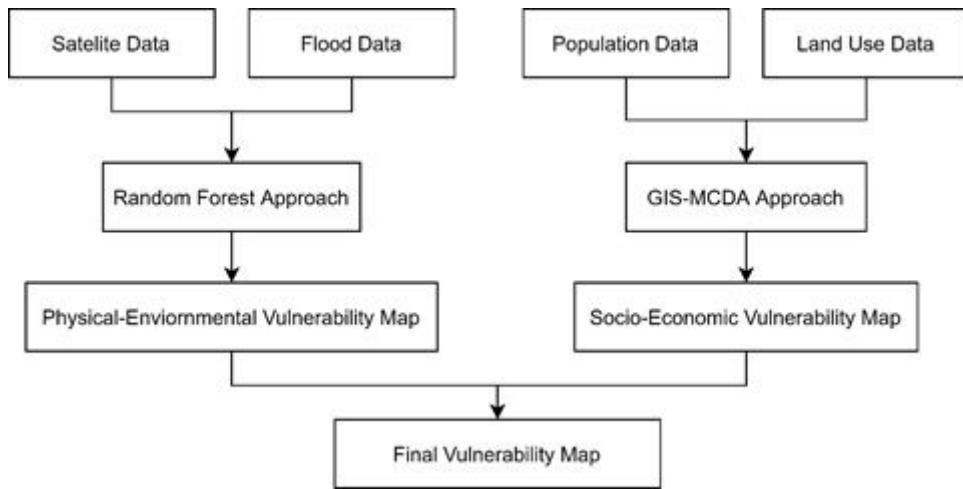 Satelite Data
Flood Data
Population Data
Land Use Data
Random Forest Approach
GIS-MCDA Approach
Physical-Enviornmental Vulnerability Map
Socio-Economic Vulnerability Map
Final Vulnerability Map